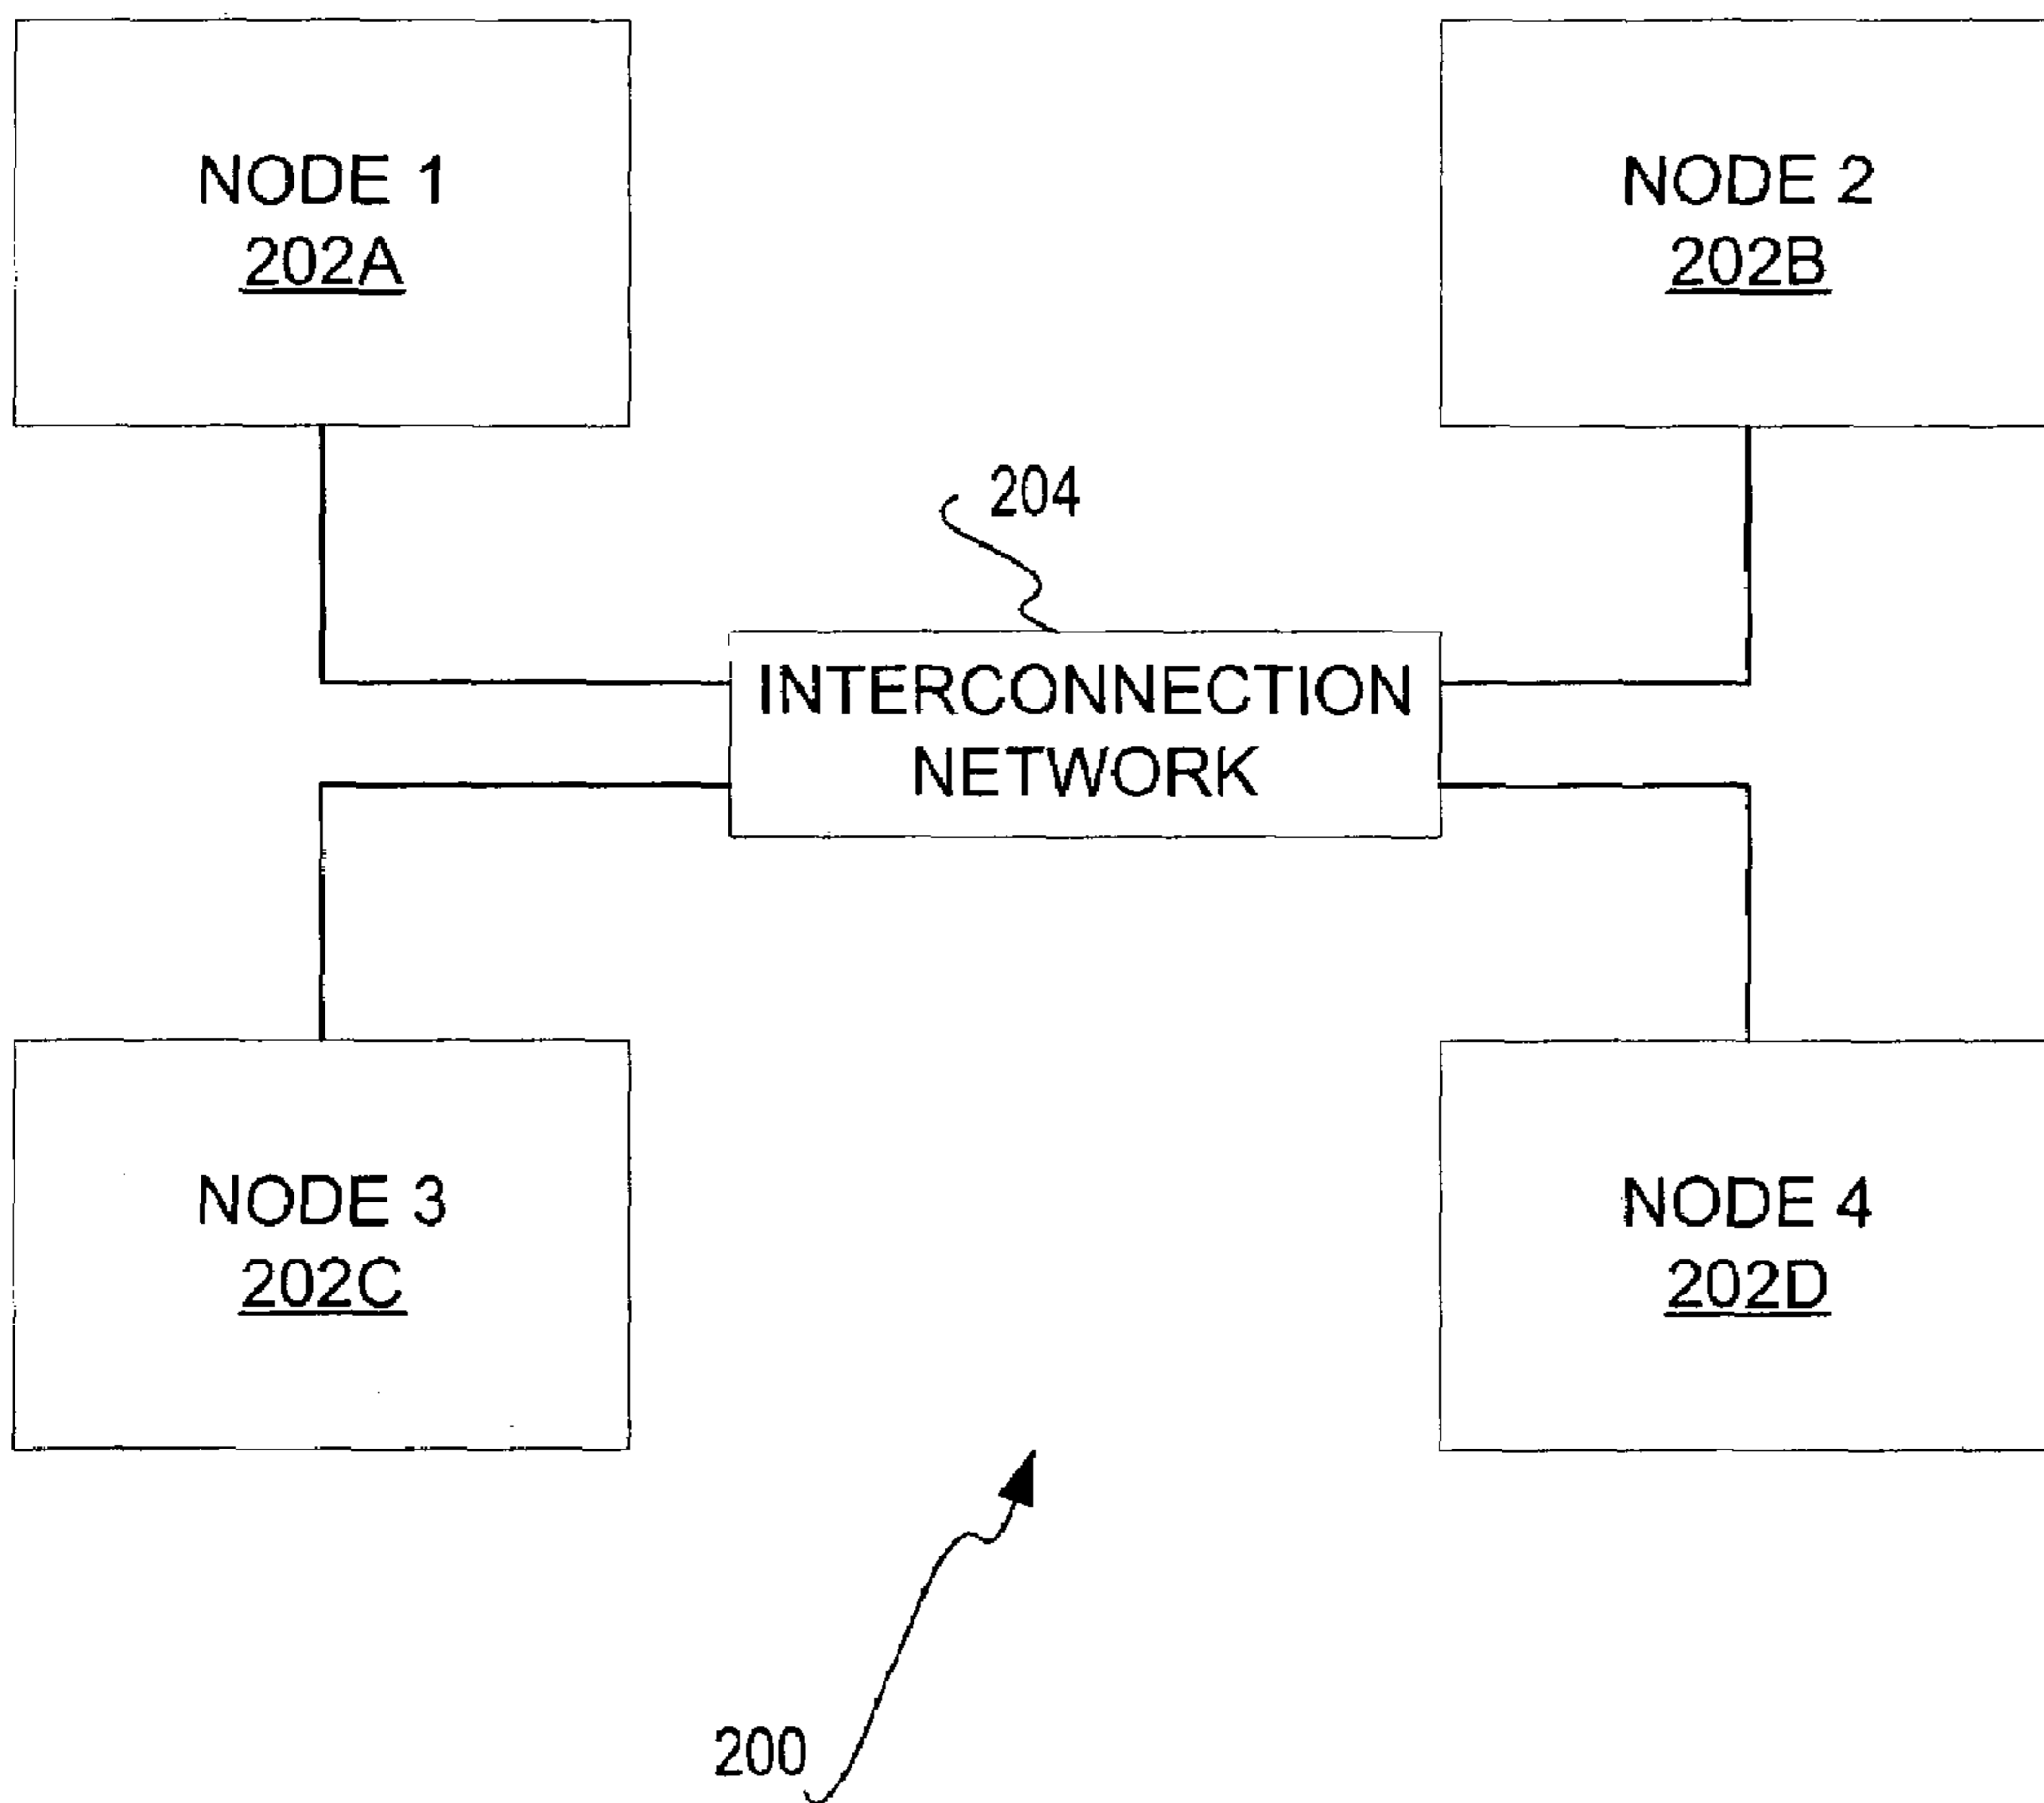 NODE 1
202A
NODE 2
202B
204
INTERCONNECTION
NETWORK
NODE 3
202C
NODE 4
202D
200